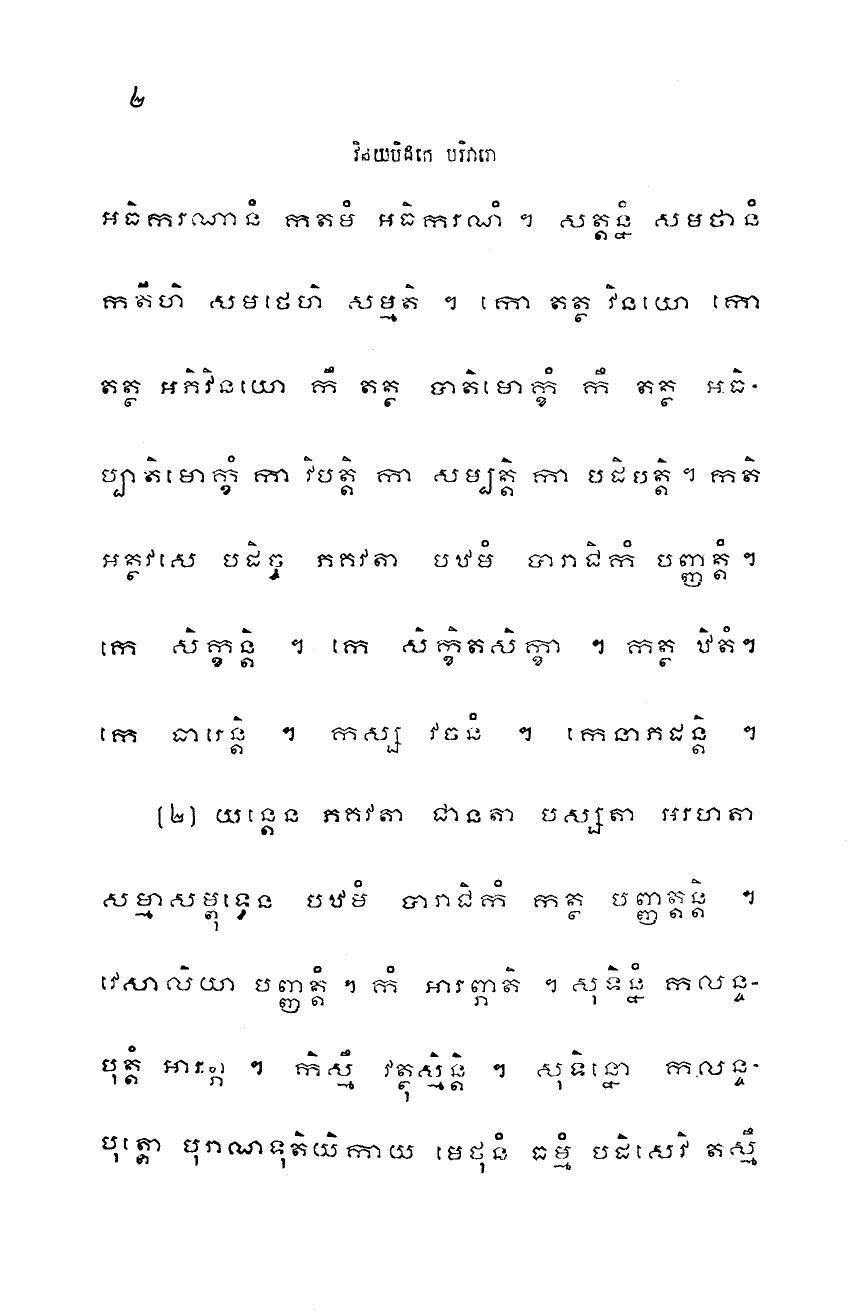 ២
វិនយបិដកេ បរិវារោ
អធិករណានំ កតមំ អធិករណំ ។ សត្តន្នំ សមថានំ
កតីហិ សមថេហិ សម្មតិ ។ កោ តត្ថ វិនយោ កោ
តត្ថ អភិវិនយោ កឹ តត្ថ បាតិមោក្ខំ កឹ តត្ថ អធិ-
ប្បាតិមោក្ខំ កា វិបត្តិ កា សម្បត្តិ កា បដិបត្តិ ។ កតិ
អត្ថវសេ បដិច្ច ភគវតា បឋមំ បារាជិកំ បញ្ញត្តំ ។
កេ សិក្ខន្តិ ។ កេ សិក្ខិតសិក្ខា ។ កត្ថ ឋិតំ។
កេ ធារេន្តិ ។ កស្ស វចនំ ។ កេនាភដន្តិ ។
(២) យន្តេន ភគវតា ជានតា បស្សតា អរហតា
សម្មាសម្ពុទ្ធេន បឋមំ បារាជិកំ កត្ថ បញ្ញត្តន្តិ ។
វេសាលិយា បញ្ញត្តំ ។ កំ អារព្ភាតិ ។ សុទិន្នំ កលន្ទ-
បុត្តំ អារព្ភ ។ កិស្មឹ វត្ថុស្មិន្តិ ។ សុទិន្នោ កលន្ទ-
បុត្តោ បុរាណទុតិយិកាយ មេថុនំ ធម្មំ បដិសេវិ តស្មឹ